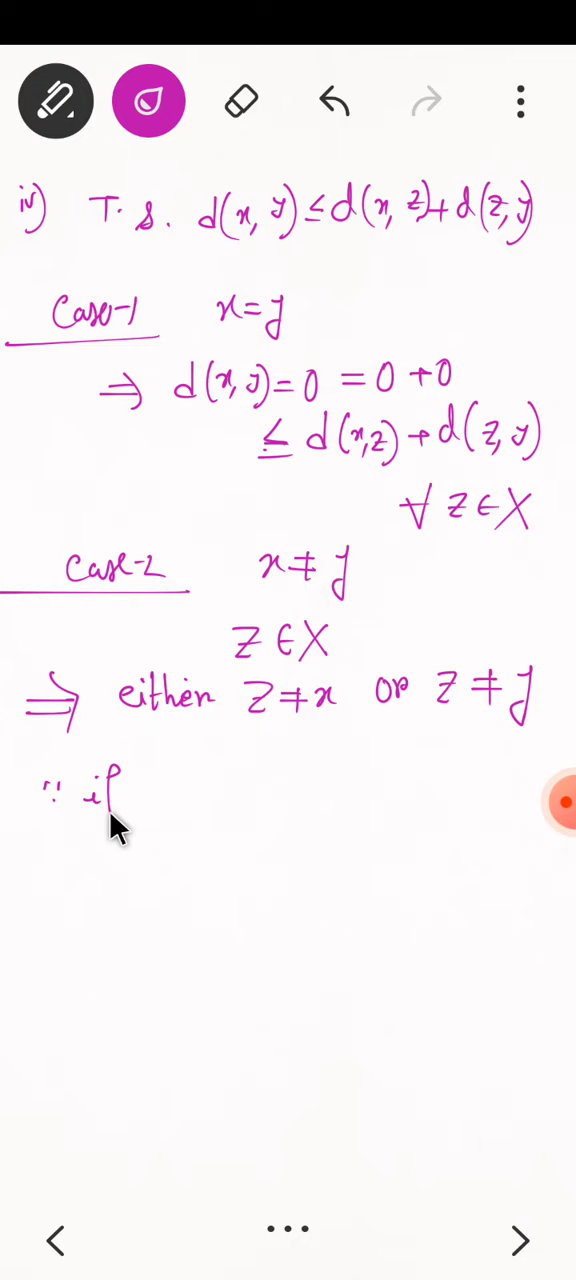 iv) T.S. d(x, y) ≤ d(x, z) + d(z, y)
Case-1 x = y
⇒ d(x, y) = 0 = 0 + 0
≤ d(x, z) + d(z, y)
∀ z ∈ X
Case-2 x ≠ y
z ∈ X
⇒ either z ≠ x or z ≠ y
∵ if